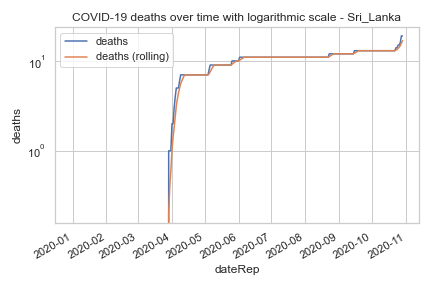 COVID-19 deaths over time with logarithmic scale - Sri_Lanka
deaths
deaths (rolling)
10¹
10⁰
deaths
2020-01
2020-02
2020-03
2020-04
2020-05
2020-06
2020-07
2020-08
2020-09
2020-10
2020-11
dateRep